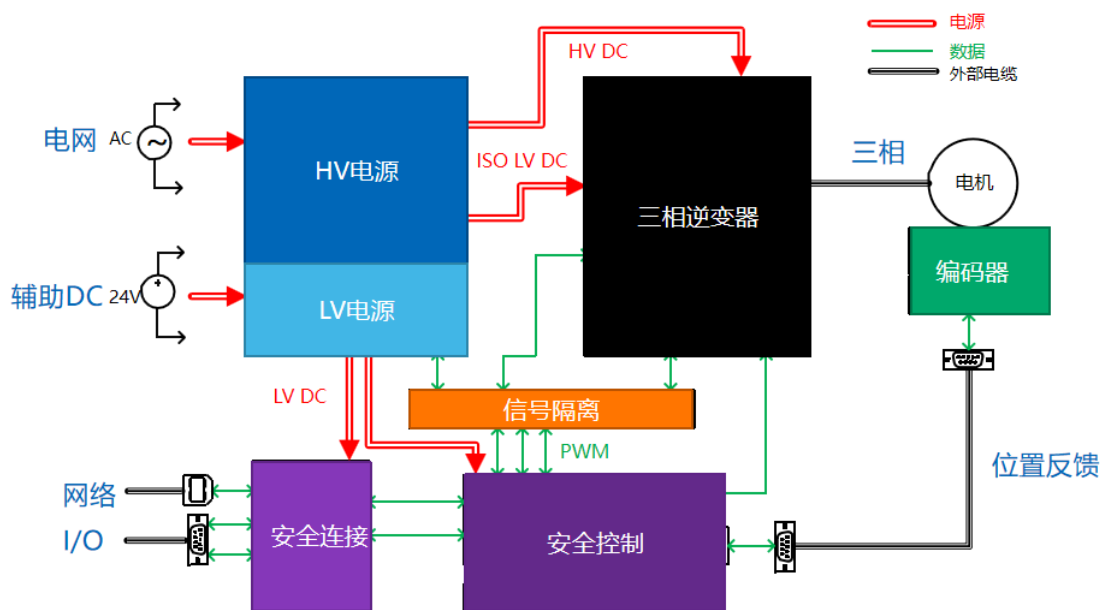 电源
数据
外部电缆
HV DC
电网
AC
HV电源
ISO LV DC
三相逆变器
三相
电机
编码器
辅助DC
24V
LV电源
LV DC
信号隔离
PWM
位置反馈
网络
I/O
安全连接
安全控制